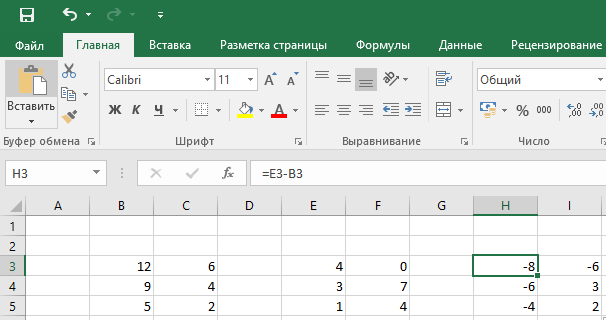 Файл Главная Вставка Разметка страницы Формулы Данные Рецензирование
Calibri 11 Общий
Вставить Ж К Ч А % 000
Буфер обмена Шрифт Выравнивание Число
H3 fx =E3-B3
A B C D E F G H I
1
2
3 12 6 4 0 -8 -6
4 9 4 3 7 -6 3
5 5 2 1 4 -4 2